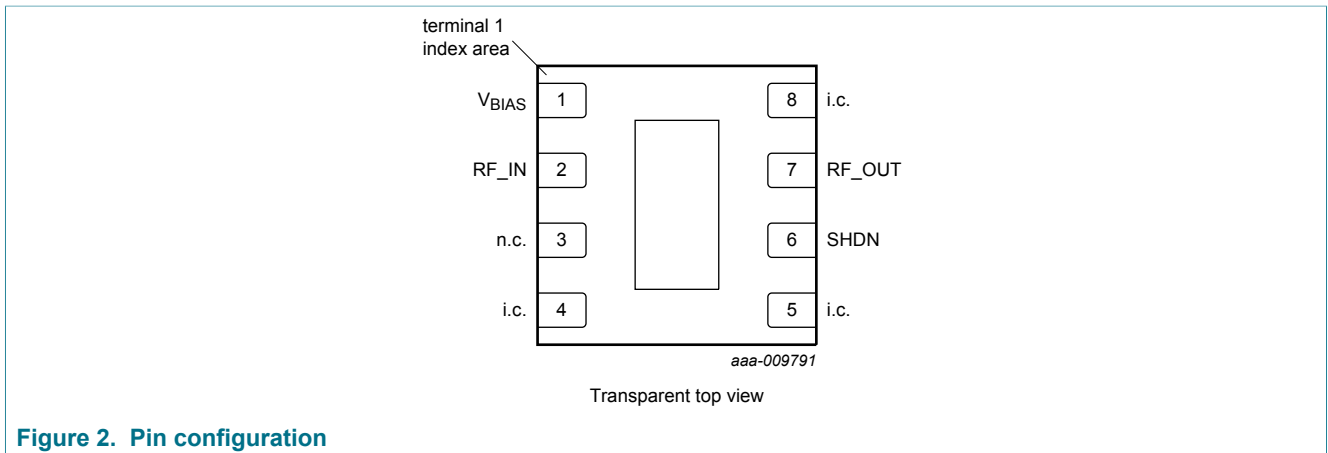 terminal 1
index area
VBIAS 1 8 i.c.
RF_IN 2 7 RF_OUT
n.c. 3 6 SHDN
i.c. 4 5 i.c.
aaa-009791
Transparent top view
Figure 2. Pin configuration